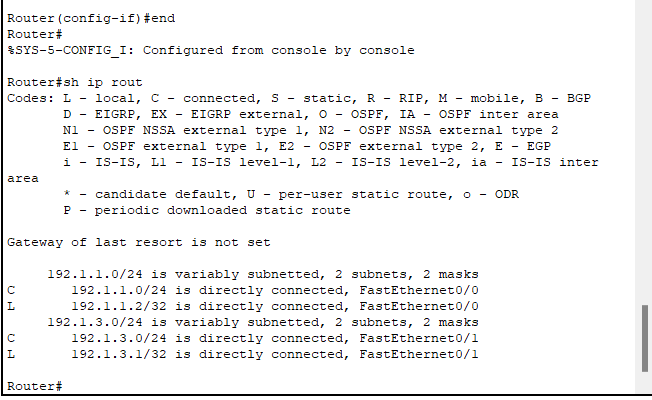 Router(config-if)#end
Router#
%SYS-5-CONFIG_I: Configured from console by console
Router#sh ip rout
Codes: L - local, C - connected, S - static, R - RIP, M - mobile, B - BGP
D - EIGRP, EX - EIGRP external, O - OSPF, IA - OSPF inter area
N1 - OSPF NSSA external type 1, N2 - OSPF NSSA external type 2
E1 - OSPF external type 1, E2 - OSPF external type 2, E - EGP
i - IS-IS, L1 - IS-IS level-1, L2 - IS-IS level-2, ia - IS-IS inter
area
* - candidate default, U - per-user static route, o - ODR
P - periodic downloaded static route
Gateway of last resort is not set
192.1.1.0/24 is variably subnetted, 2 subnets, 2 masks
C 192.1.1.0/24 is directly connected, FastEthernet0/0
L 192.1.1.2/32 is directly connected, FastEthernet0/0
192.1.3.0/24 is variably subnetted, 2 subnets, 2 masks
C 192.1.3.0/24 is directly connected, FastEthernet0/1
L 192.1.3.1/32 is directly connected, FastEthernet0/1
Router#